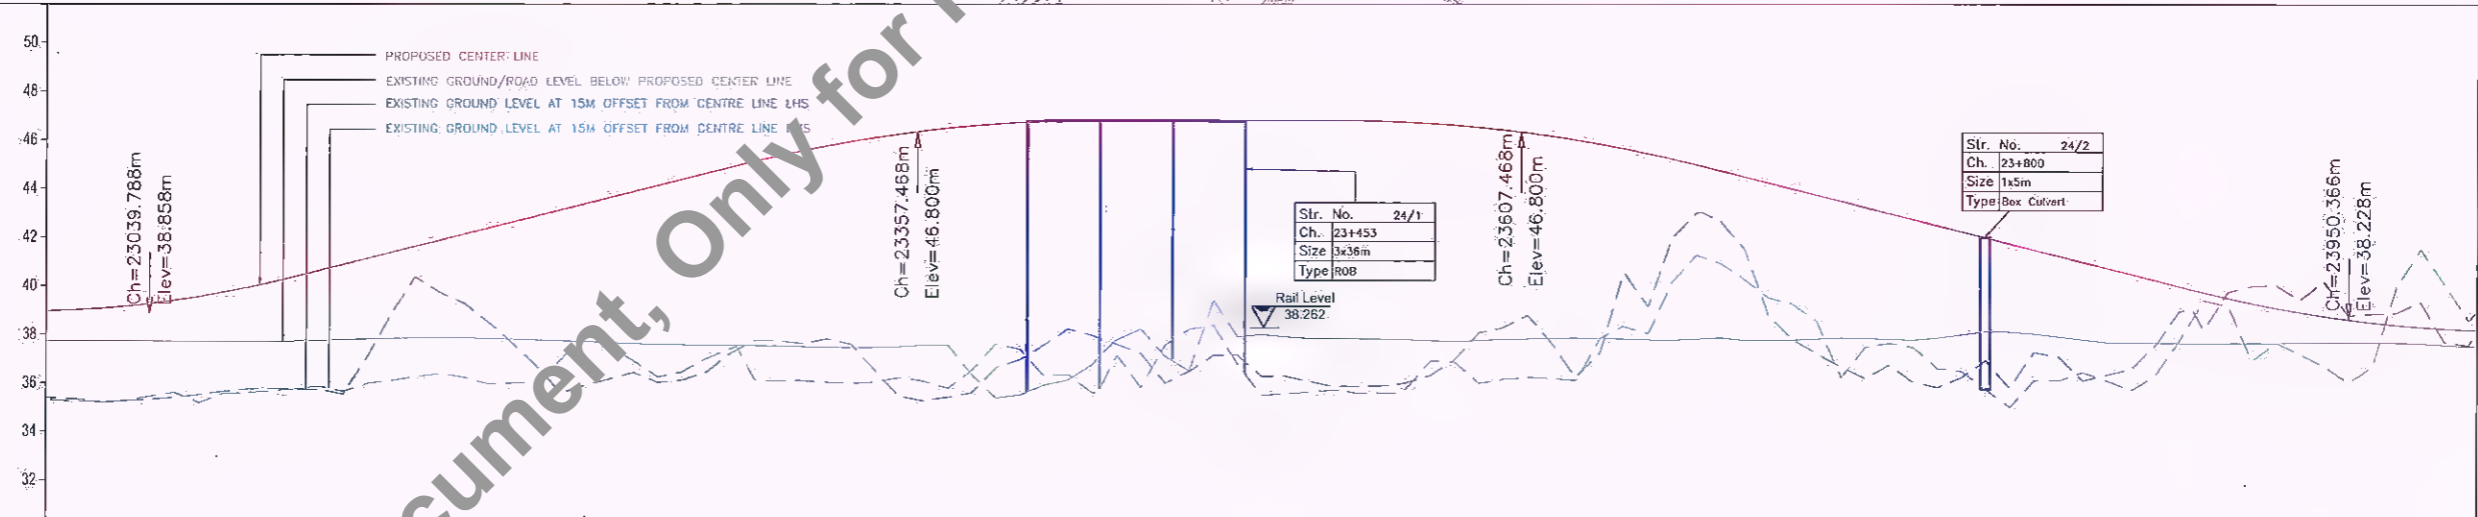 50
48
46
44
42
40
38
36
34
32
PROPOSED CENTER LINE
EXISTING GROUND/ROAD LEVEL BELOW PROPOSED CENTER LINE
EXISTING GROUND LEVEL AT 15M OFFSET FROM CENTRE LINE LHS
EXISTING GROUND LEVEL AT 15M OFFSET FROM CENTRE LINE RHS
Ch=23039.788m
Elev=38.858m
Ch=23357.468m
Elev=46.800m
Str. No. 24/1
Ch. 23+453
Size 3x36m
Type ROB
Rail Level
38.262
Ch=23607.468m
Elev=46.800m
Str. No. 24/2
Ch. 23+800
Size 1x5m
Type Box Culvert
Ch=23950.366m
Elev=38.228m
cument, Only for